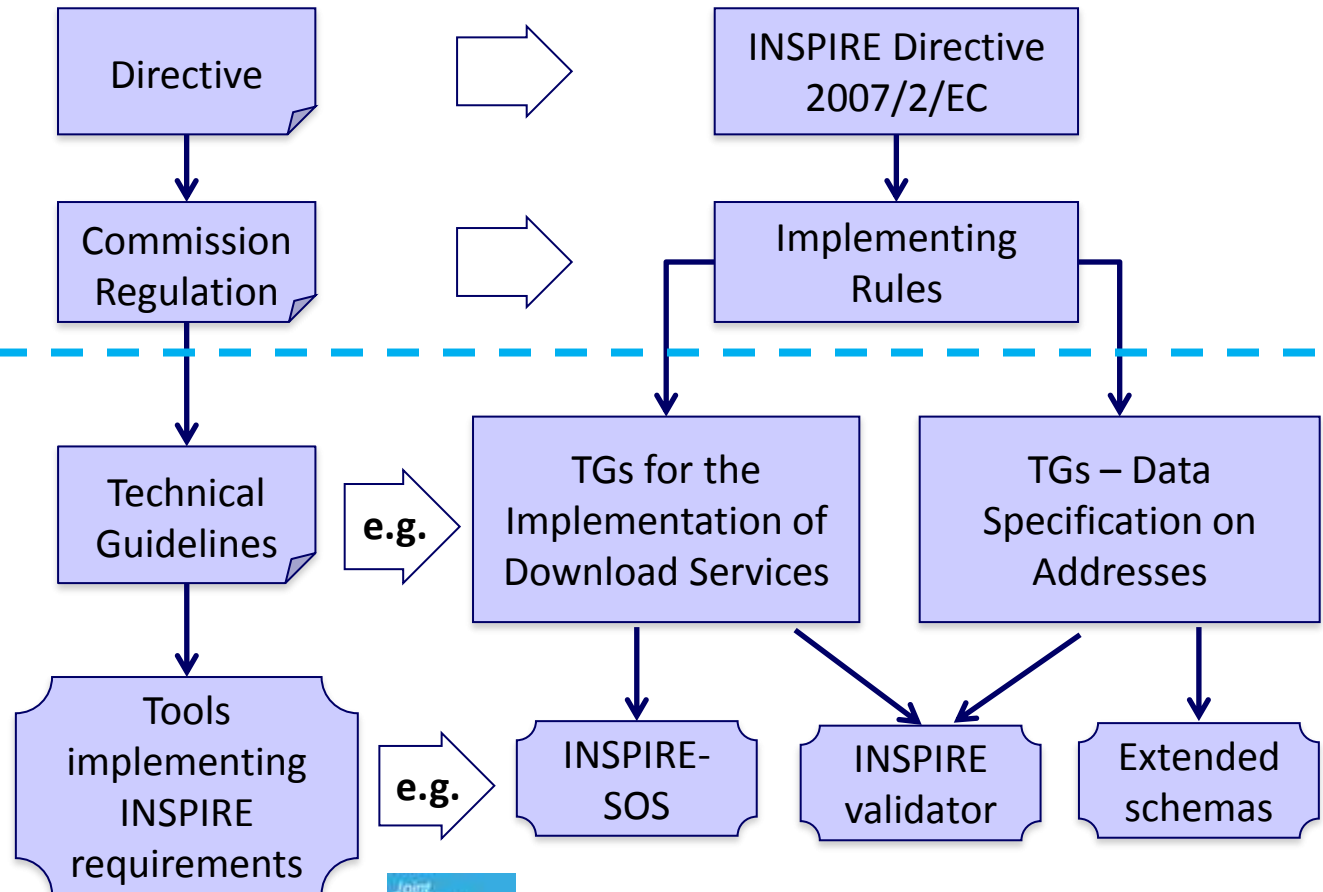 Directive
INSPIRE Directive
2007/2/EC
Commission
Regulation
Implementing
Rules
Technical
Guidelines
e.g.
TGs for the
Implementation of
Download Services
TGs – Data
Specification on
Addresses
Tools
implementing
INSPIRE
requirements
e.g.
INSPIRE-
SOS
INSPIRE
validator
Extended
schemas
Joint